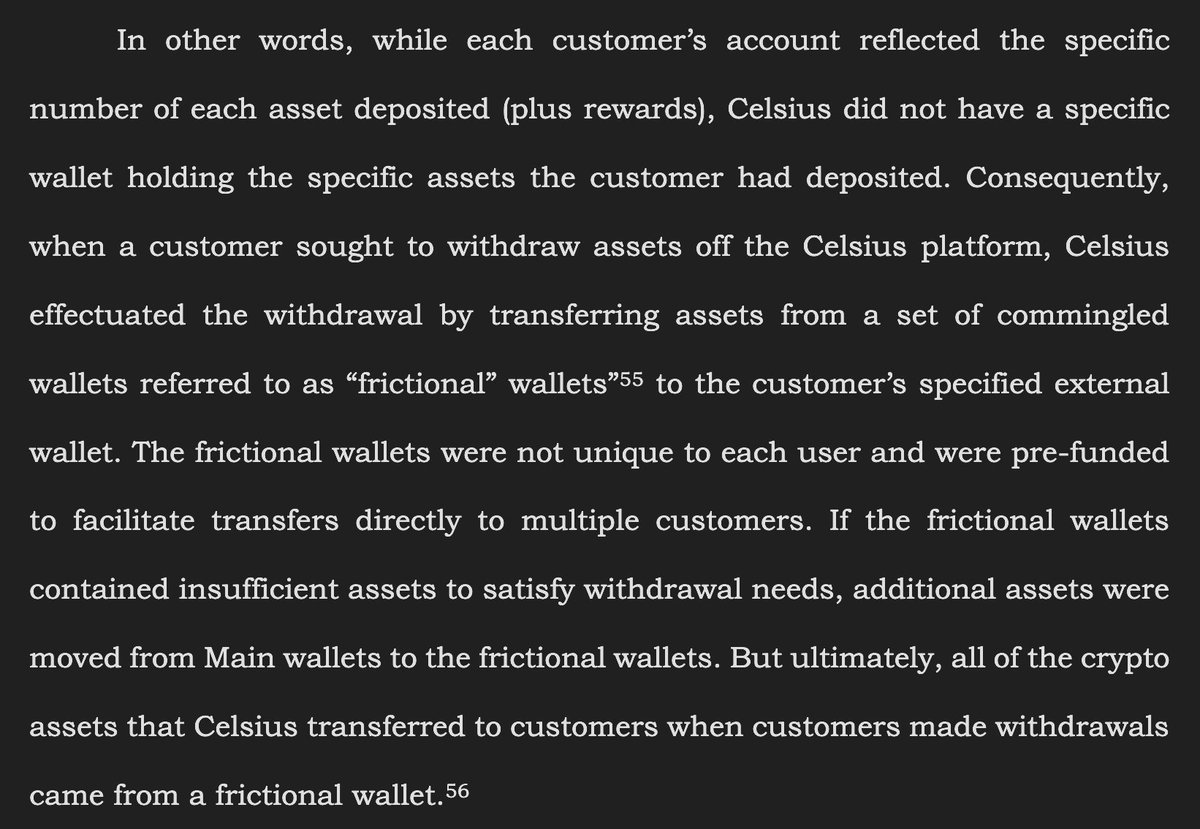 In other words, while each customer’s account reflected the specific
number of each asset deposited (plus rewards), Celsius did not have a specific
wallet holding the specific assets the customer had deposited. Consequently,
when a customer sought to withdraw assets off the Celsius platform, Celsius
effectuated the withdrawal by transferring assets from a set of commingled
wallets referred to as “frictional” wallets”55 to the customer’s specified external
wallet. The frictional wallets were not unique to each user and were pre-funded
to facilitate transfers directly to multiple customers. If the frictional wallets
contained insufficient assets to satisfy withdrawal needs, additional assets were
moved from Main wallets to the frictional wallets. But ultimately, all of the crypto
assets that Celsius transferred to customers when customers made withdrawals
came from a frictional wallet.56